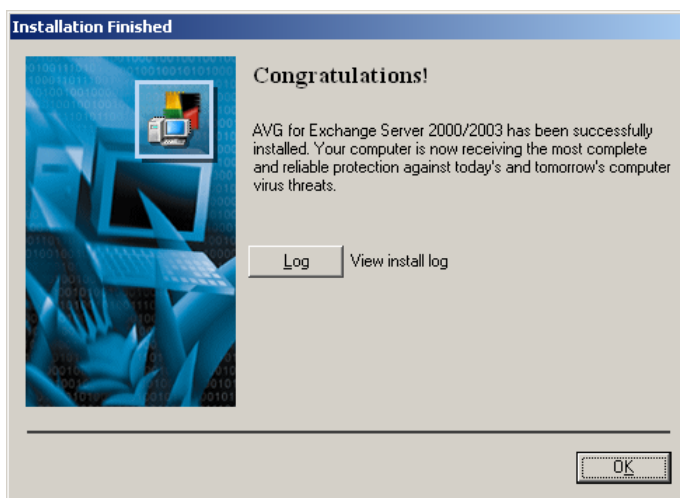 Installation Finished
Congratulations!
AVG for Exchange Server 2000/2003 has been successfully
installed. Your computer is now receiving the most complete
and reliable protection against today's and tomorrow's computer
virus threats.
Log View install log
OK